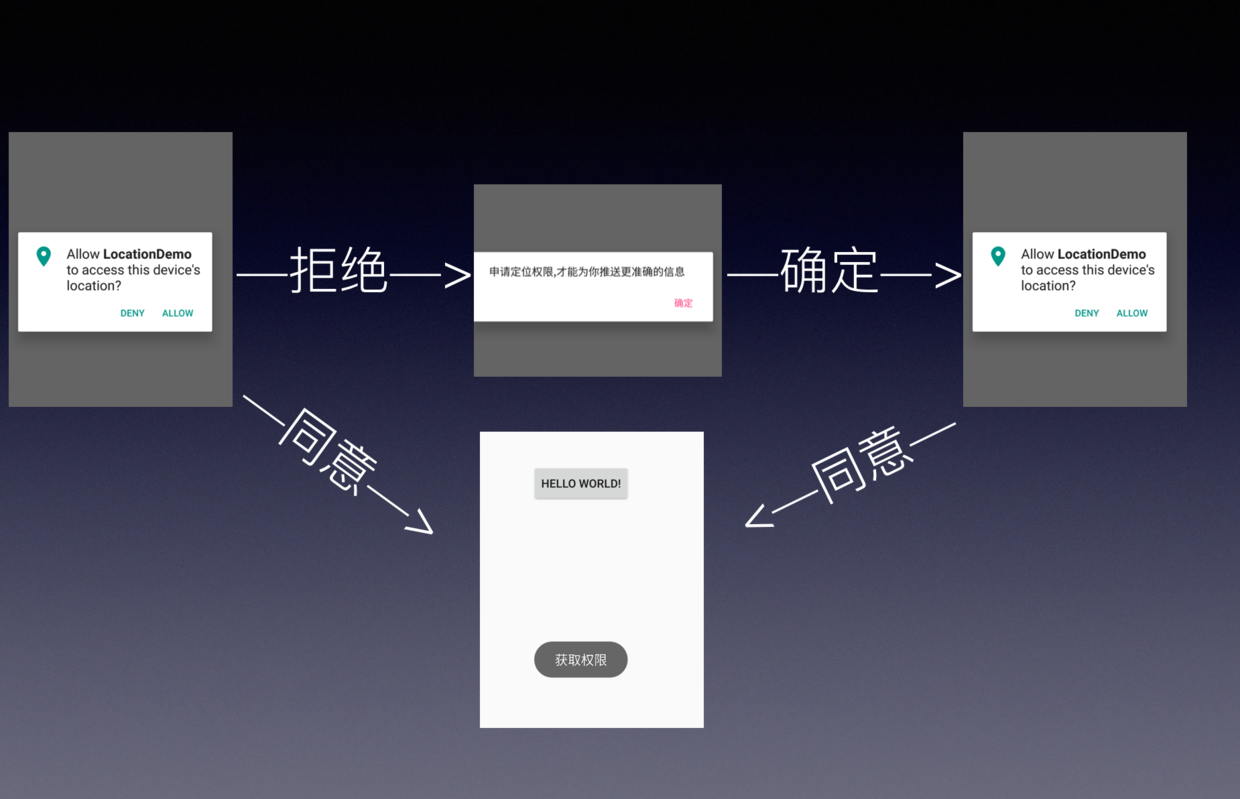 Allow LocationDemo
to access this device's
location?
DENY ALLOW
拒绝
申请定位权限,才能为你推送更准确的信息
确定
确定
Allow LocationDemo
to access this device's
location?
DENY ALLOW
同意
同意
HELLO WORLD!
获取权限